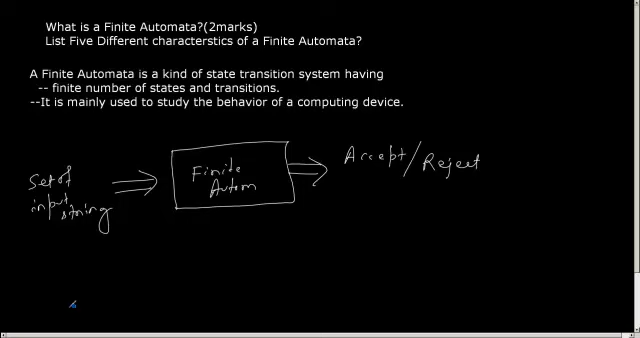 What is a Finite Automata?(2marks)
List Five Different characterstics of a Finite Automata?
A Finite Automata is a kind of state transition system having
-- finite number of states and transitions.
--It is mainly used to study the behavior of a computing device.
Set of
input
string
Finite
Autom
Accept/Reject